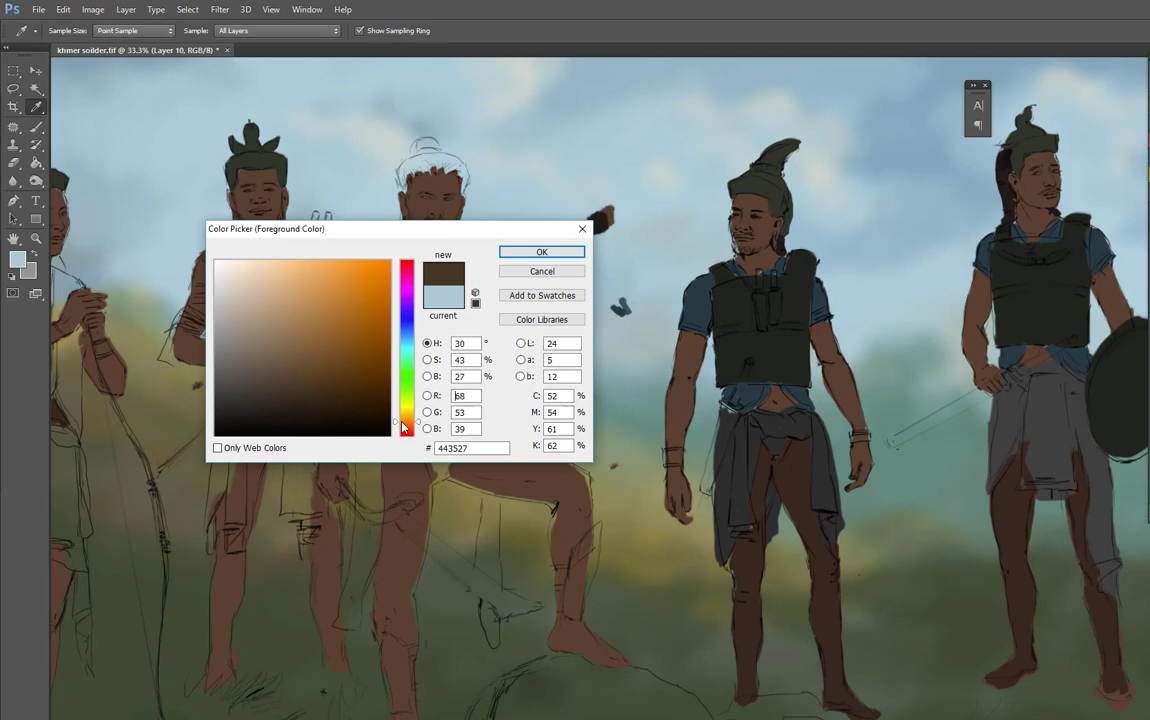 Ps File Edit Image Layer Type Select Filter 3D View Window Help
Sample Size: Point Sample Sample: All Layers Show Sampling Ring
khmer soilder.tif @ 33.3% (Layer 10, RGB/8) * ×
A
¶
Color Picker (Foreground Color)
new
current
OK
Cancel
Add to Swatches
Color Libraries
H: 30 ° L: 24
S: 43 % a: 5
B: 27 % b: 12
R: 68 C: 52 %
G: 53 M: 54 %
B: 39 Y: 61 %
# 443527 K: 62 %
Only Web Colors
T